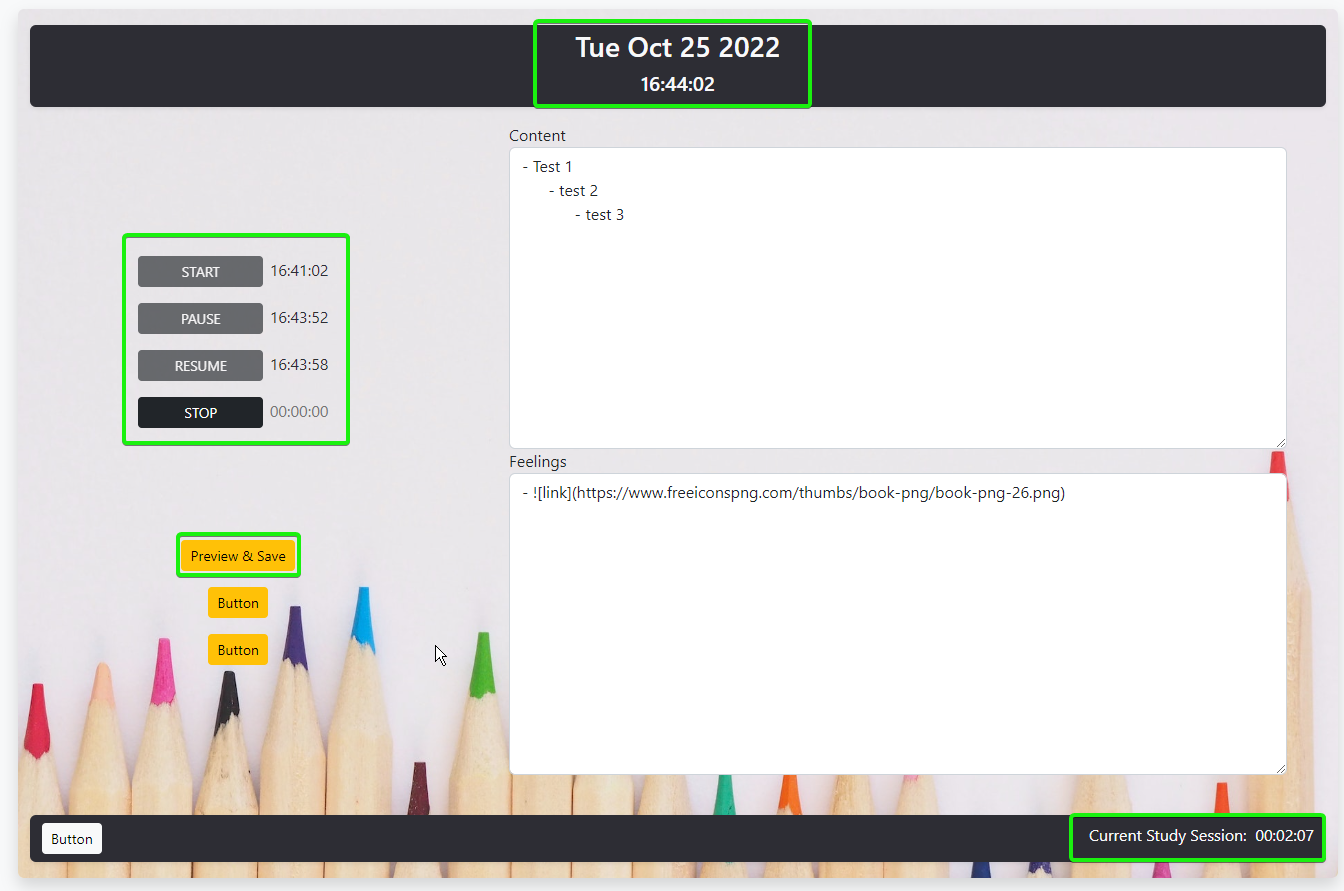 Tue Oct 25 2022
16:44:02
START 16:41:02
PAUSE 16:43:52
RESUME 16:43:58
STOP 00:00:00
Preview & Save
Button
Button
Content
- Test 1
- test 2
- test 3
Feelings
- ![link](https://www.freeiconspng.com/thumbs/book-png/book-png-26.png)
Button
Current Study Session: 00:02:07